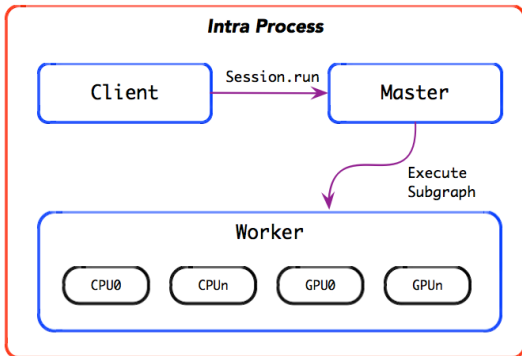 Intra Process
Client
Session.run
Master
Execute
Subgraph
Worker
CPU0
CPUn
GPU0
GPUn